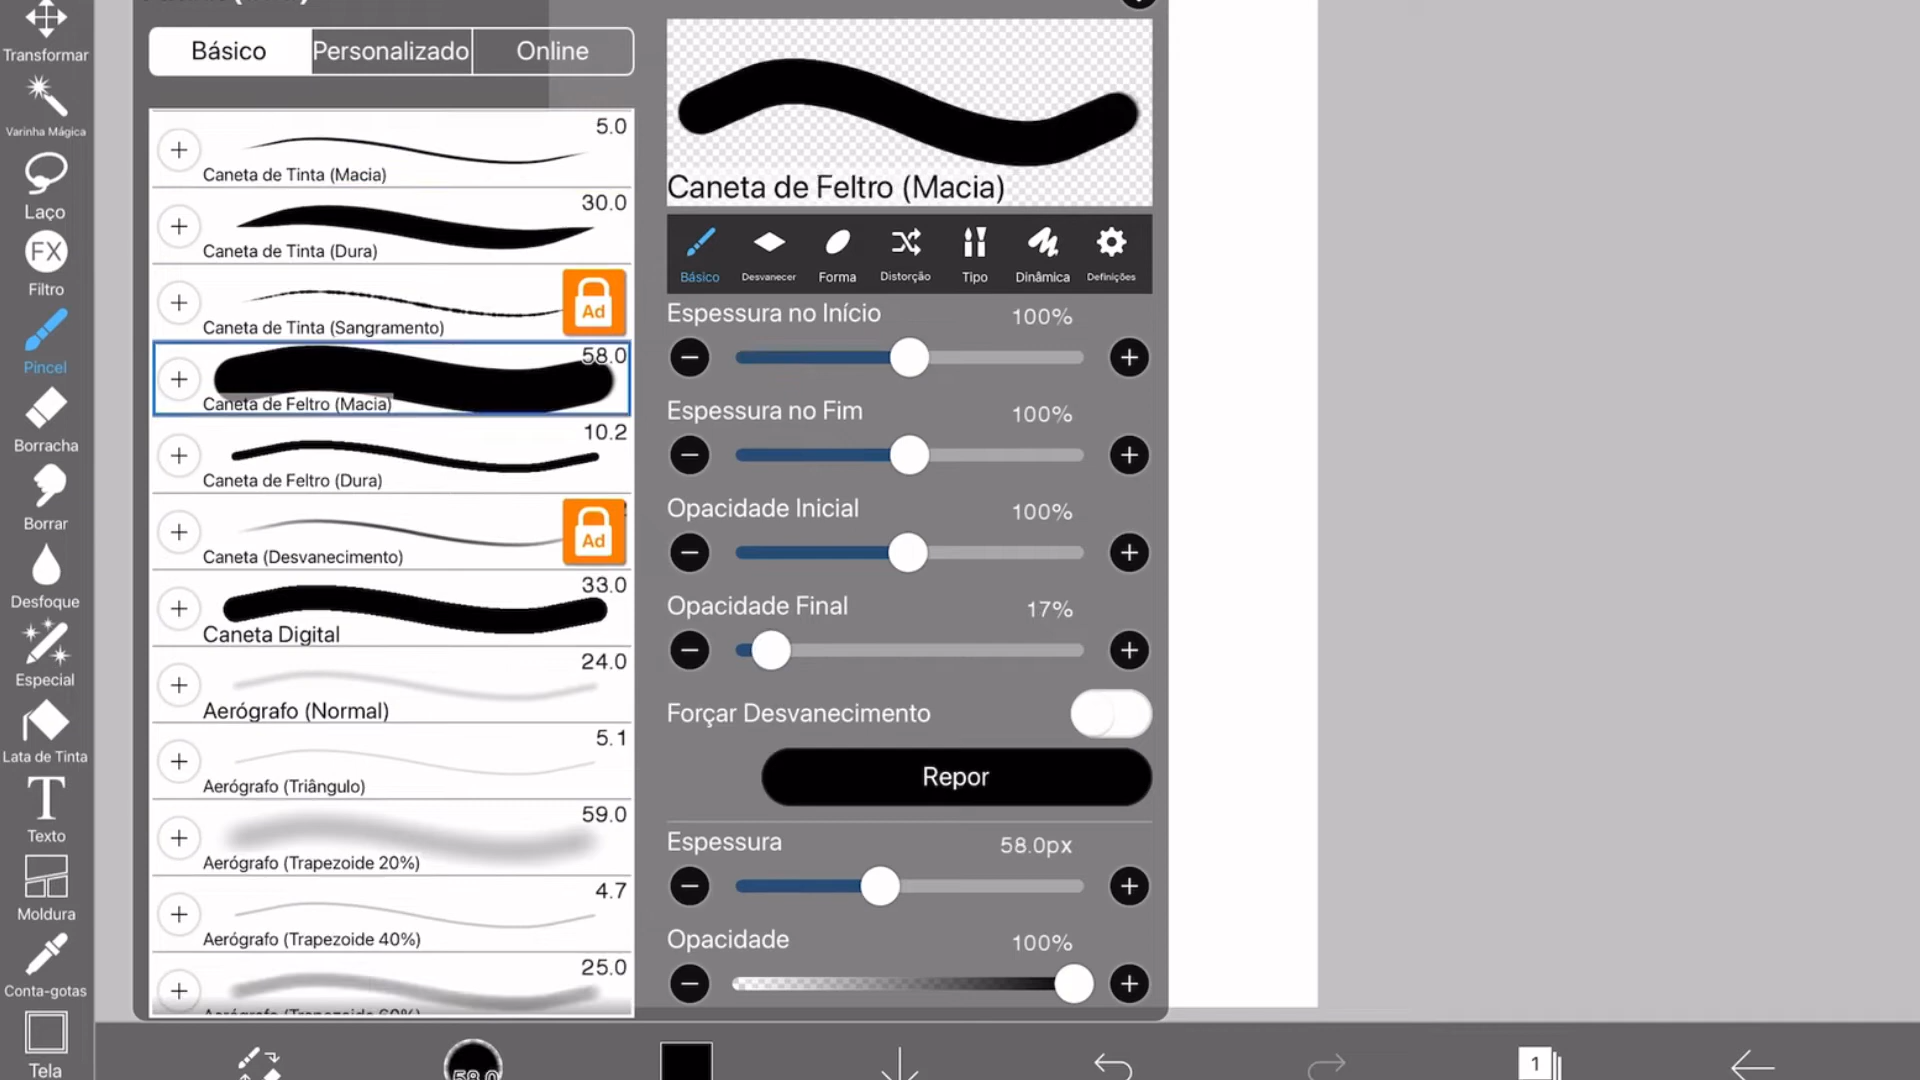 Transformar
Varinha Mágica
Laço
FX
Filtro
Pincel
Borracha
Borrar
Desfoque
Especial
Lata de Tinta
T
Texto
Moldura
Conta-gotas
Tela
Básico
Personalizado
Online
5.0
Caneta de Tinta (Macia)
30.0
Caneta de Tinta (Dura)
Ad
Caneta de Tinta (Sangramento)
58.0
Caneta de Feltro (Macia)
10.2
Caneta de Feltro (Dura)
Ad
Caneta (Desvanecimento)
33.0
Caneta Digital
24.0
Aerógrafo (Normal)
5.1
Aerógrafo (Triângulo)
59.0
Aerógrafo (Trapezoide 20%)
4.7
Aerógrafo (Trapezoide 40%)
25.0
Aerógrafo (Trapezoide 60%)
Caneta de Feltro (Macia)
Básico
Desvanecer
Forma
Distorção
Tipo
Dinâmica
Definições
Espessura no Início 100%
Espessura no Fim 100%
Opacidade Inicial 100%
Opacidade Final 17%
Forçar Desvanecimento
Repor
Espessura 58.0px
Opacidade 100%
58.0
1